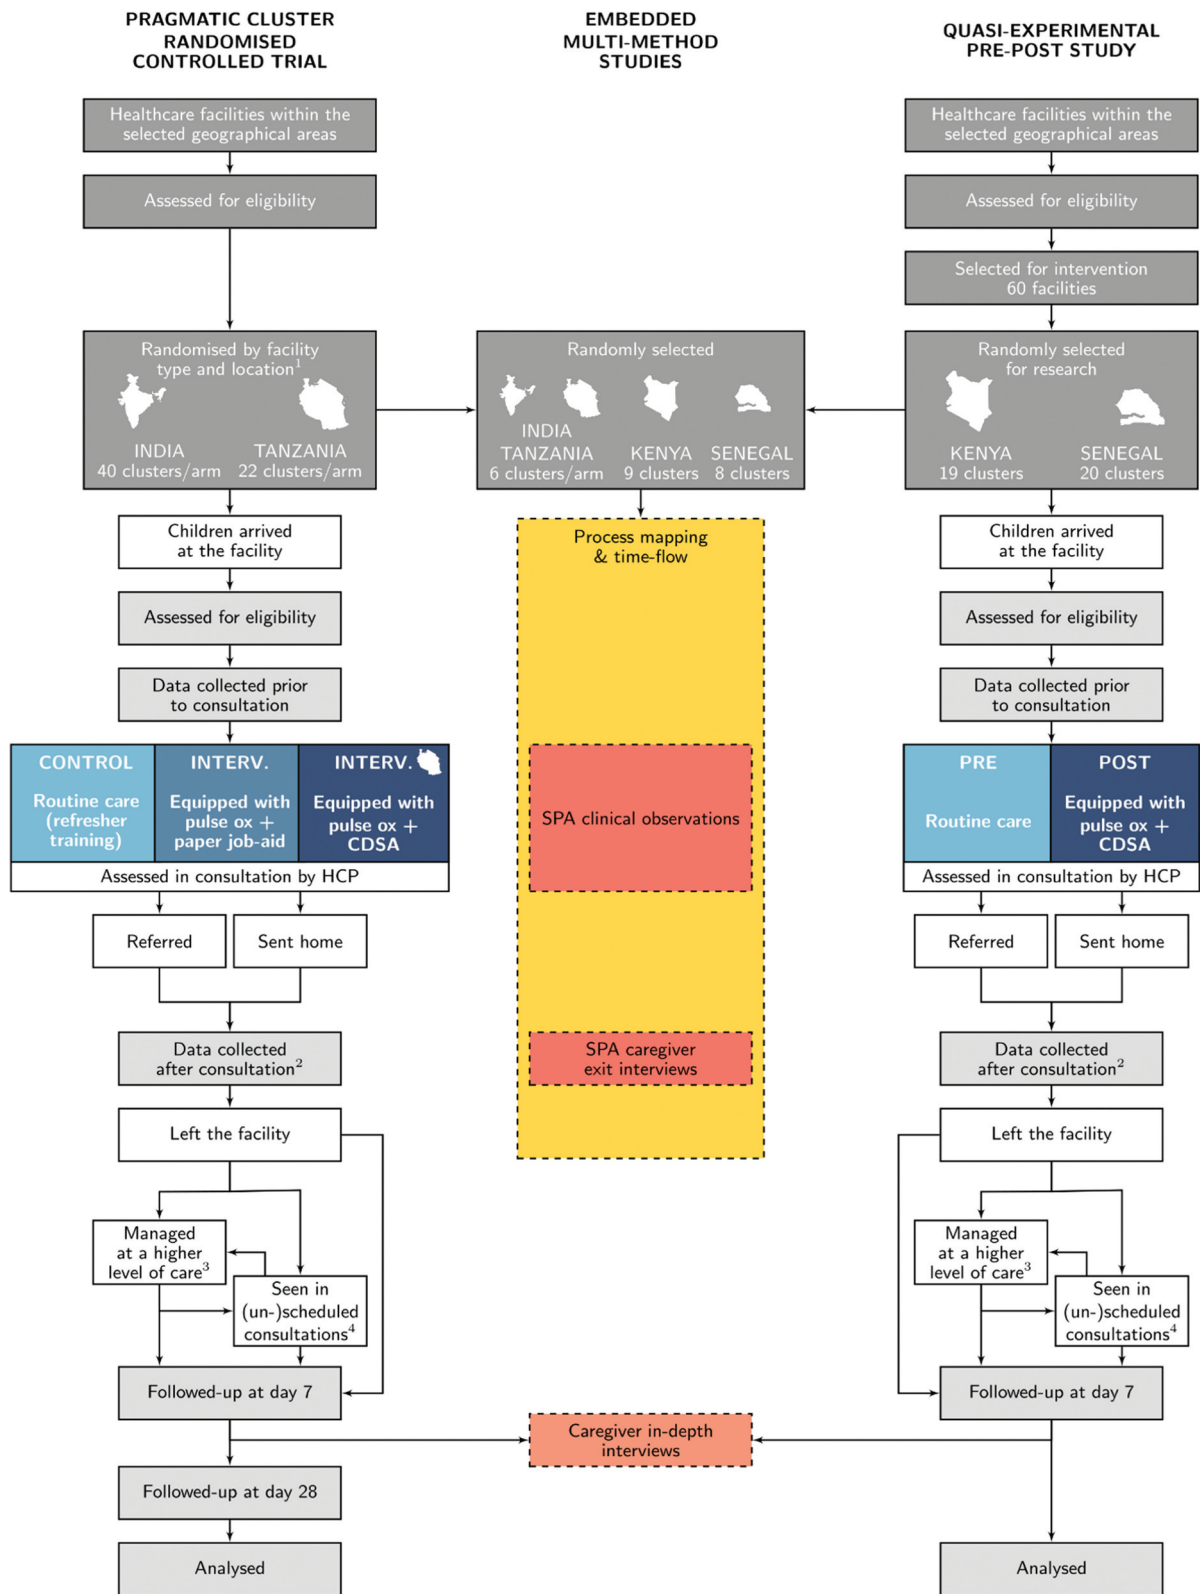 PRAGMATIC CLUSTER
RANDOMISED
CONTROLLED TRIAL
Healthcare facilities within the
selected geographical areas
Assessed for eligibility
Randomised by facility
type and location¹
INDIA
40 clusters/arm
TANZANIA
22 clusters/arm
Children arrived
at the facility
Assessed for eligibility
Data collected prior
to consultation
CONTROL
Routine care
(refresher
training)
INTERV.
Equipped with
pulse ox +
paper job-aid
INTERV.
Equipped with
pulse ox +
CDSA
Assessed in consultation by HCP
Referred
Sent home
Data collected
after consultation²
Left the facility
Managed
at a higher
level of care³
Seen in
(un-)scheduled
consultations⁴
Followed-up at day 7
Followed-up at day 28
Analysed
EMBEDDED
MULTI-METHOD
STUDIES
Randomly selected
INDIA
TANZANIA
6 clusters/arm
KENYA
9 clusters
SENEGAL
8 clusters
Process mapping
& time-flow
SPA clinical observations
SPA caregiver
exit interviews
Caregiver in-depth
interviews
QUASI-EXPERIMENTAL
PRE-POST STUDY
Healthcare facilities within the
selected geographical areas
Assessed for eligibility
Selected for intervention
60 facilities
Randomly selected
for research
KENYA
19 clusters
SENEGAL
20 clusters
Children arrived
at the facility
Assessed for eligibility
Data collected prior
to consultation
PRE
Routine care
POST
Equipped with
pulse ox +
CDSA
Assessed in consultation by HCP
Referred
Sent home
Data collected
after consultation²
Left the facility
Managed
at a higher
level of care³
Seen in
(un-)scheduled
consultations⁴
Followed-up at day 7
Analysed